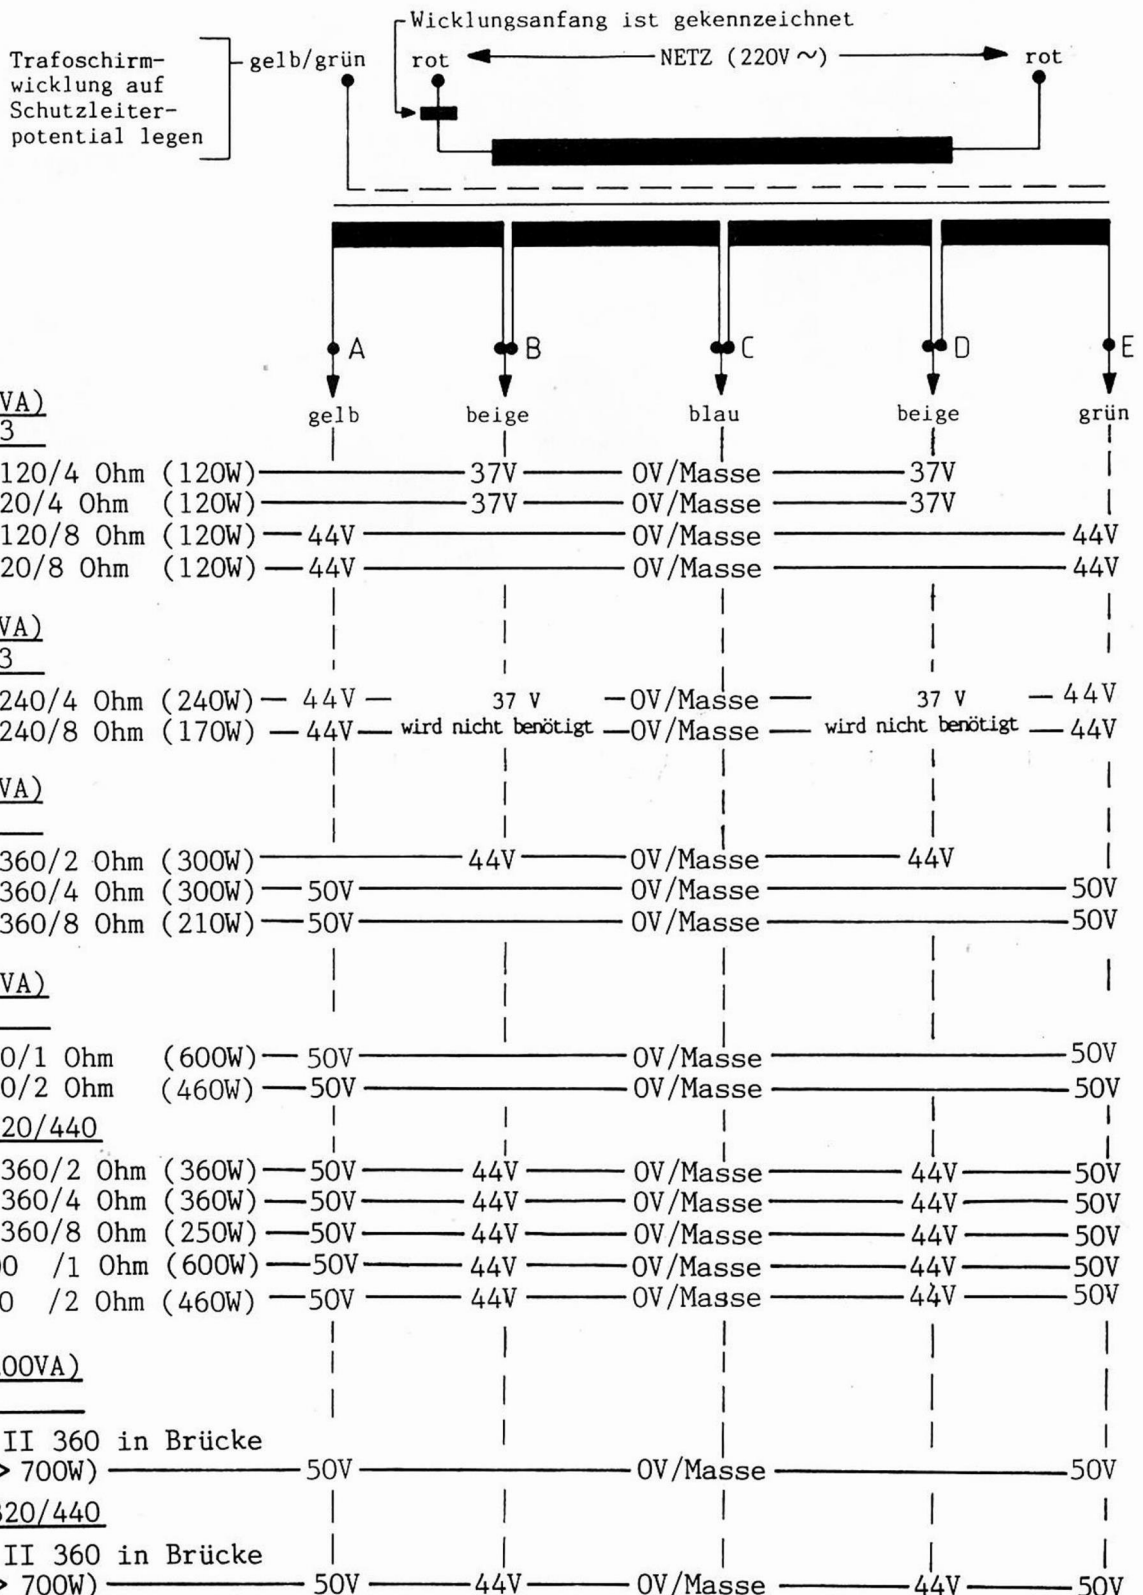 Wicklungsanfang ist gekennzeichnet
Trafoschirm-
wicklung auf
Schutzleiter-
potential legen
gelb/grün rot NETZ (220V ~) rot
A B C D E
gelb beige blau beige grün
VA)
3
120/4 Ohm (120W) 37V 0V/Masse 37V
20/4 Ohm (120W) 37V 0V/Masse 37V
120/8 Ohm (120W) 44V 0V/Masse 44V
20/8 Ohm (120W) 44V 0V/Masse 44V
VA)
3
240/4 Ohm (240W) 44V 37 V 0V/Masse 37 V 44V
240/8 Ohm (170W) 44V wird nicht benötigt 0V/Masse wird nicht benötigt 44V
VA)
360/2 Ohm (300W) 44V 0V/Masse 44V
360/4 Ohm (300W) 50V 0V/Masse 50V
360/8 Ohm (210W) 50V 0V/Masse 50V
VA)
0/1 Ohm (600W) 50V 0V/Masse 50V
0/2 Ohm (460W) 50V 0V/Masse 50V
20/440
360/2 Ohm (360W) 50V 44V 0V/Masse 44V 50V
360/4 Ohm (360W) 50V 44V 0V/Masse 44V 50V
360/8 Ohm (250W) 50V 44V 0V/Masse 44V 50V
00 /1 Ohm (600W) 50V 44V 0V/Masse 44V 50V
0 /2 Ohm (460W) 50V 44V 0V/Masse 44V 50V
00VA)
II 360 in Brücke
> 700W) 50V 0V/Masse 50V
320/440
II 360 in Brücke
> 700W) 50V 44V 0V/Masse 44V 50V